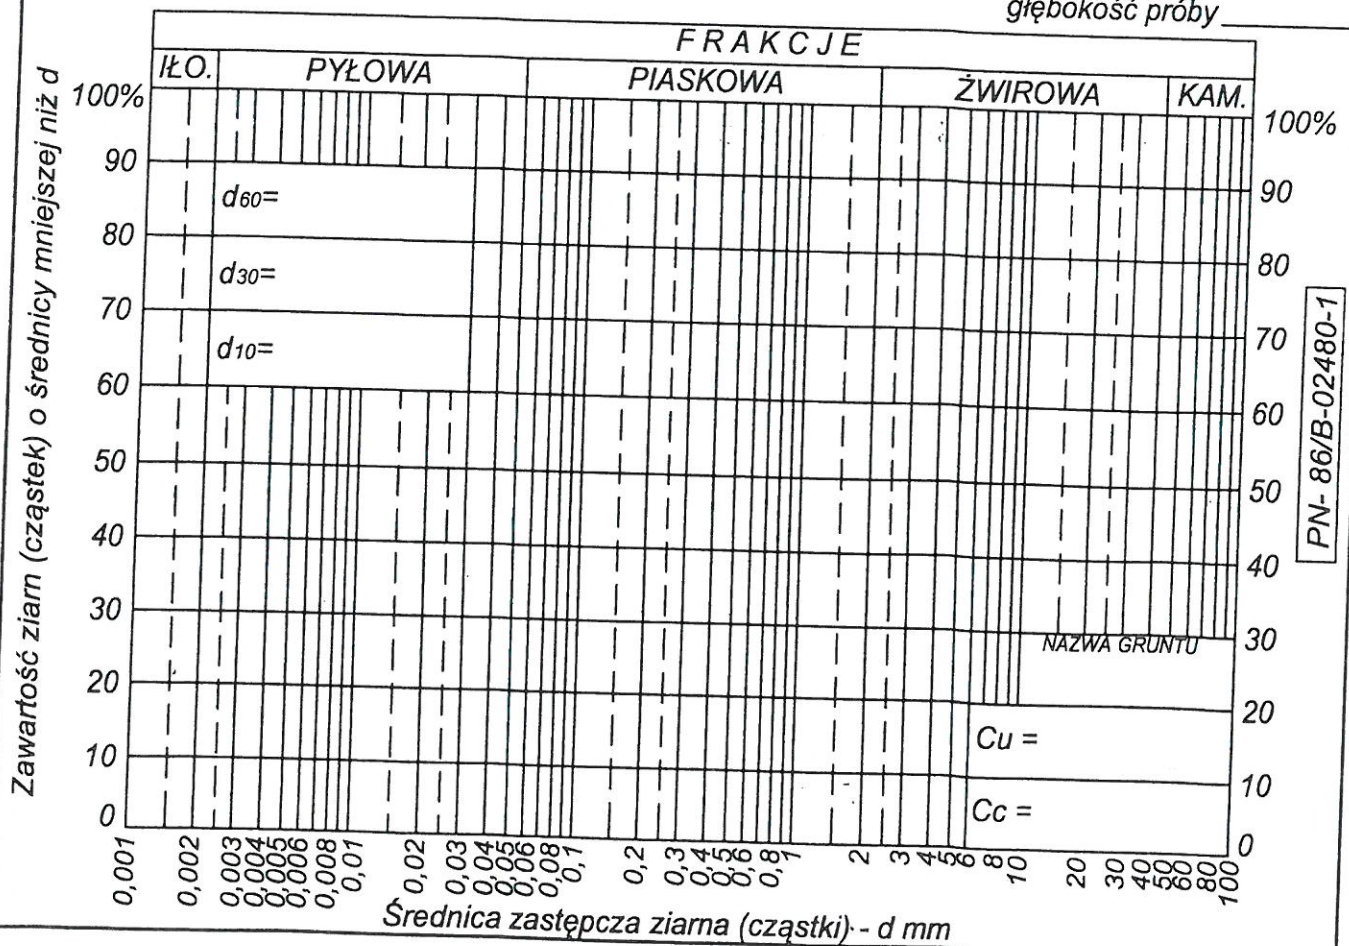 głębokość próby
FRAKCJE
IŁO. PYŁOWA PIASKOWA ŻWIROWA KAM.
Zawartość ziarn (cząstek) o średnicy mniejszej niż d
100%
90
80
70
60
50
40
30
20
10
0
d60=
d30=
d10=
100%
90
80
70
60
50
40
30
20
10
0
NAZWA GRUNTU
Cu =
Cc =
PN- 86/B-02480-1
0,001 0,002 0,003 0,004 0,005 0,006 0,008 0,01 0,02 0,03 0,04 0,05 0,06 0,08 0,1 0,2 0,3 0,4 0,5 0,6 0,8 1 2 3 4 5 6 8 10 20 30 40 50 60 80 100
Średnica zastępcza ziarna (cząstki) - d mm